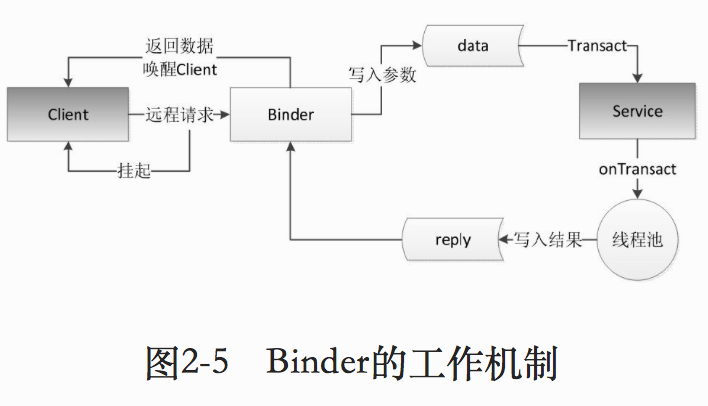 返回数据
唤醒Client
Client
远程请求
挂起
Binder
写入参数
data
Transact
Service
onTransact
线程池
写入结果
reply
图2-5 Binder的工作机制